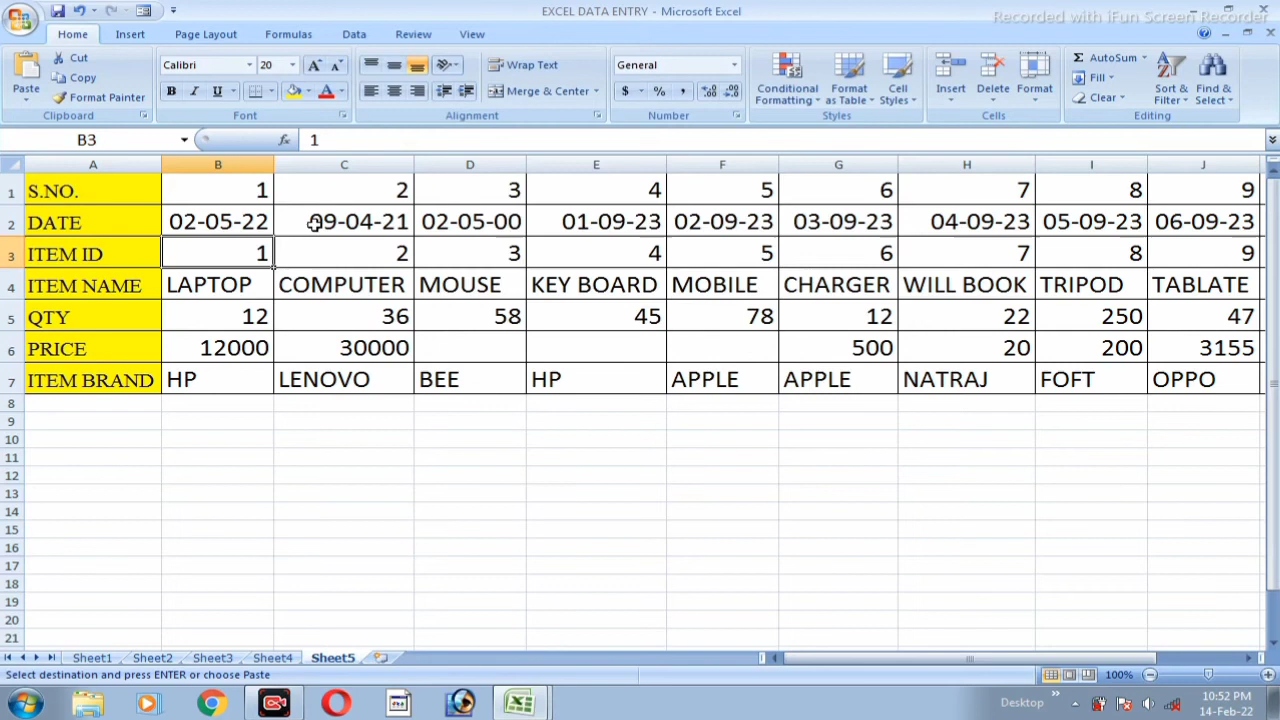 EXCEL DATA ENTRY - Microsoft Excel
Recorded with iFun Screen Recorder
Home Insert Page Layout Formulas Data Review View
Cut Calibri 20 Wrap Text General AutoSum
Copy Fill
Paste Format Painter Merge & Center Conditional Formatting Format as Table Cell Styles Insert Delete Format Clear Sort & Filter Find & Select
Clipboard Font Alignment Number Styles Cells Editing
B3 fx 1
A B C D E F G H I J
1 S.NO. 1 2 3 4 5 6 7 8 9
2 DATE 02-05-22 09-04-21 02-05-00 01-09-23 02-09-23 03-09-23 04-09-23 05-09-23 06-09-23
3 ITEM ID 1 2 3 4 5 6 7 8 9
4 ITEM NAME LAPTOP COMPUTER MOUSE KEY BOARD MOBILE CHARGER WILL BOOK TRIPOD TABLATE
5 QTY 12 36 58 45 78 12 22 250 47
6 PRICE 12000 30000 500 20 200 3155
7 ITEM BRAND HP LENOVO BEE HP APPLE APPLE NATRAJ FOFT OPPO
8
9
10
11
12
13
14
15
16
17
18
19
20
21
Sheet1 Sheet2 Sheet3 Sheet4 Sheet5
Select destination and press ENTER or choose Paste 100%
Desktop 10:52 PM
14-Feb-22